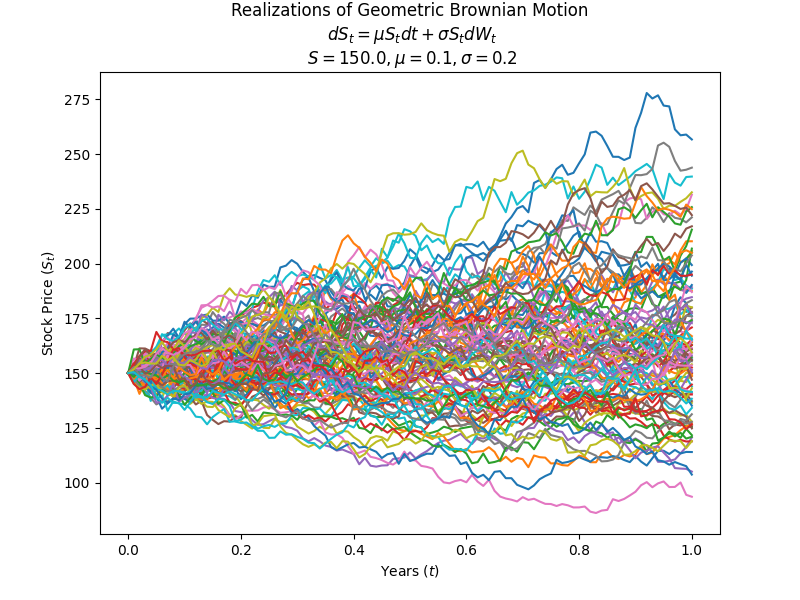 Realizations of Geometric Brownian Motion
$dS_t = \mu S_t dt + \sigma S_t dW_t$
$S = 150.0, \mu = 0.1, \sigma = 0.2$
275
250
225
200
175
150
125
100
Stock Price ($S_t$)
0.0 0.2 0.4 0.6 0.8 1.0
Years ($t$)